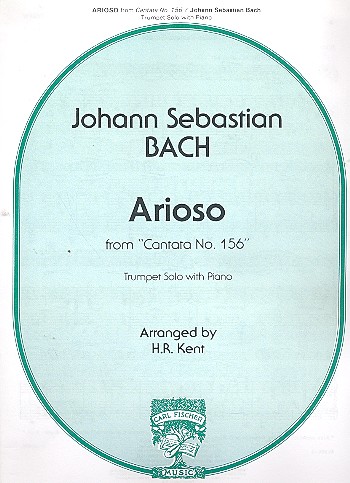 ARIOSO from Cantata No. 156 / Johann Sebastian Bach
Trumpet Solo with Piano
Johann Sebastian
BACH
Arioso
from "Cantata No. 156"
Trumpet Solo with Piano
Arranged by
H.R. Kent
CARL FISCHER
MUSIC